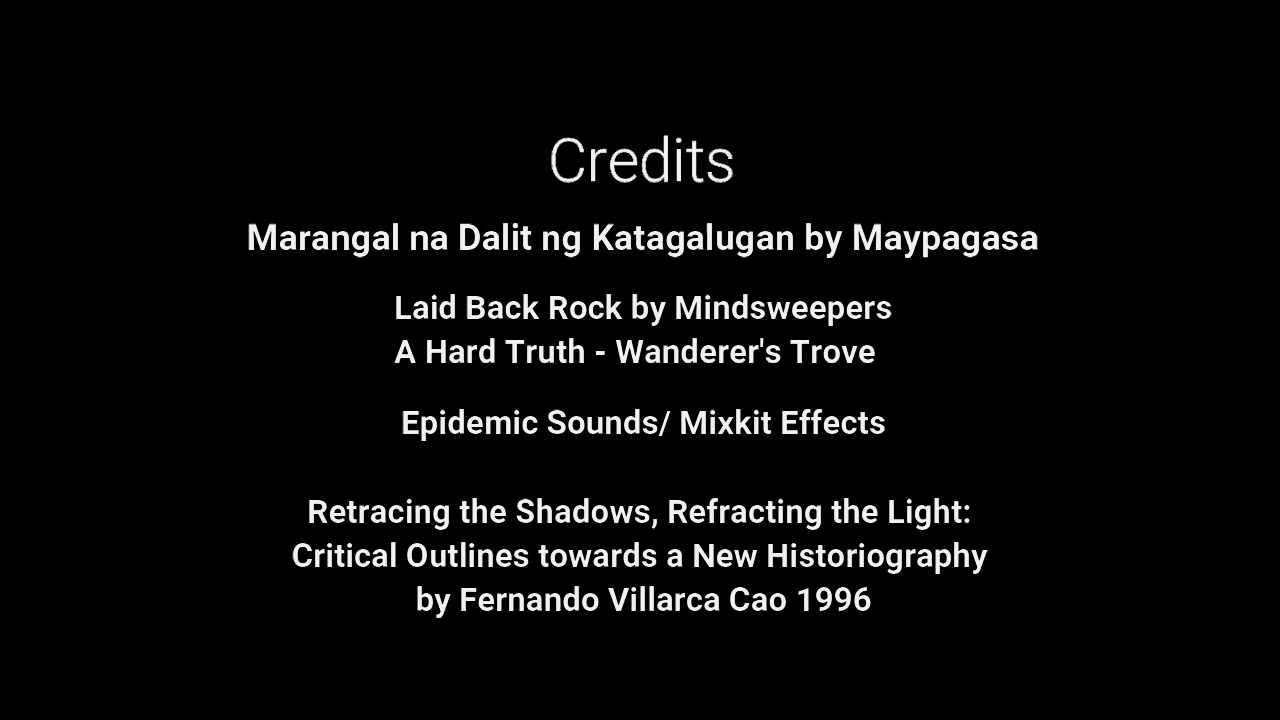 Credits
Marangal na Dalit ng Katagalugan by Maypagasa
Laid Back Rock by Mindsweepers
A Hard Truth - Wanderer's Trove
Epidemic Sounds/ Mixkit Effects
Retracing the Shadows, Refracting the Light:
Critical Outlines towards a New Historiography
by Fernando Villarca Cao 1996